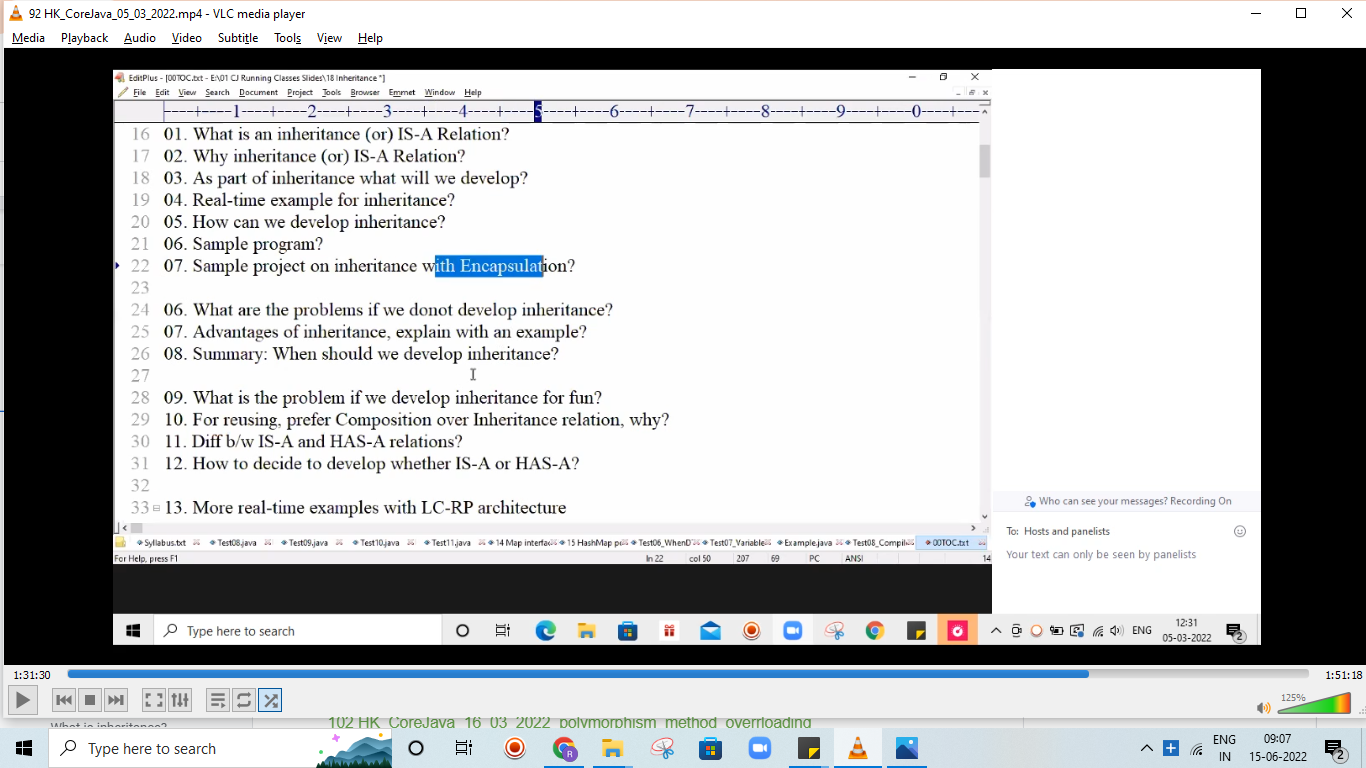 92 HK_CoreJava_05_03_2022.mp4 - VLC media player
Media Playback Audio Video Subtitle Tools View Help
EditPlus - [00TOC.txt - E:\01 CJ Running Classes Slides\18 Inheritance *]
File Edit View Search Document Project Tools Browser Emmet Window Help
----+----1----+----2----+----3----+----4----+----5----+----6----+----7----+----8----+----9----+----0----+----
16 01. What is an inheritance (or) IS-A Relation?
17 02. Why inheritance (or) IS-A Relation?
18 03. As part of inheritance what will we develop?
19 04. Real-time example for inheritance?
20 05. How can we develop inheritance?
21 06. Sample program?
22 07. Sample project on inheritance with Encapsulation?
23
24 06. What are the problems if we donot develop inheritance?
25 07. Advantages of inheritance, explain with an example?
26 08. Summary: When should we develop inheritance?
27
28 09. What is the problem if we develop inheritance for fun?
29 10. For reusing, prefer Composition over Inheritance relation, why?
30 11. Diff b/w IS-A and HAS-A relations?
31 12. How to decide to develop whether IS-A or HAS-A?
32
33 13. More real-time examples with LC-RP architecture
Who can see your messages? Recording On
To: Hosts and panelists
Your text can only be seen by panelists
Syllabus.txt Test08.java Test09.java Test10.java Test11.java 14 Map interfac 15 HashMap pr Test06_WhenD Test07_Variable Example.java Test08_Compil 00TOC.txt
For Help, press F1 ln 22 col 50 207 69 PC ANSI 14
Type here to search ENG 12:31 05-03-2022 2
1:31:30 1:51:18
125%
What is inheritance?
102 HK_CoreJava_16_03_2022_polymorphism_method_overloading
Type here to search R ENG IN 09:07 15-06-2022 2